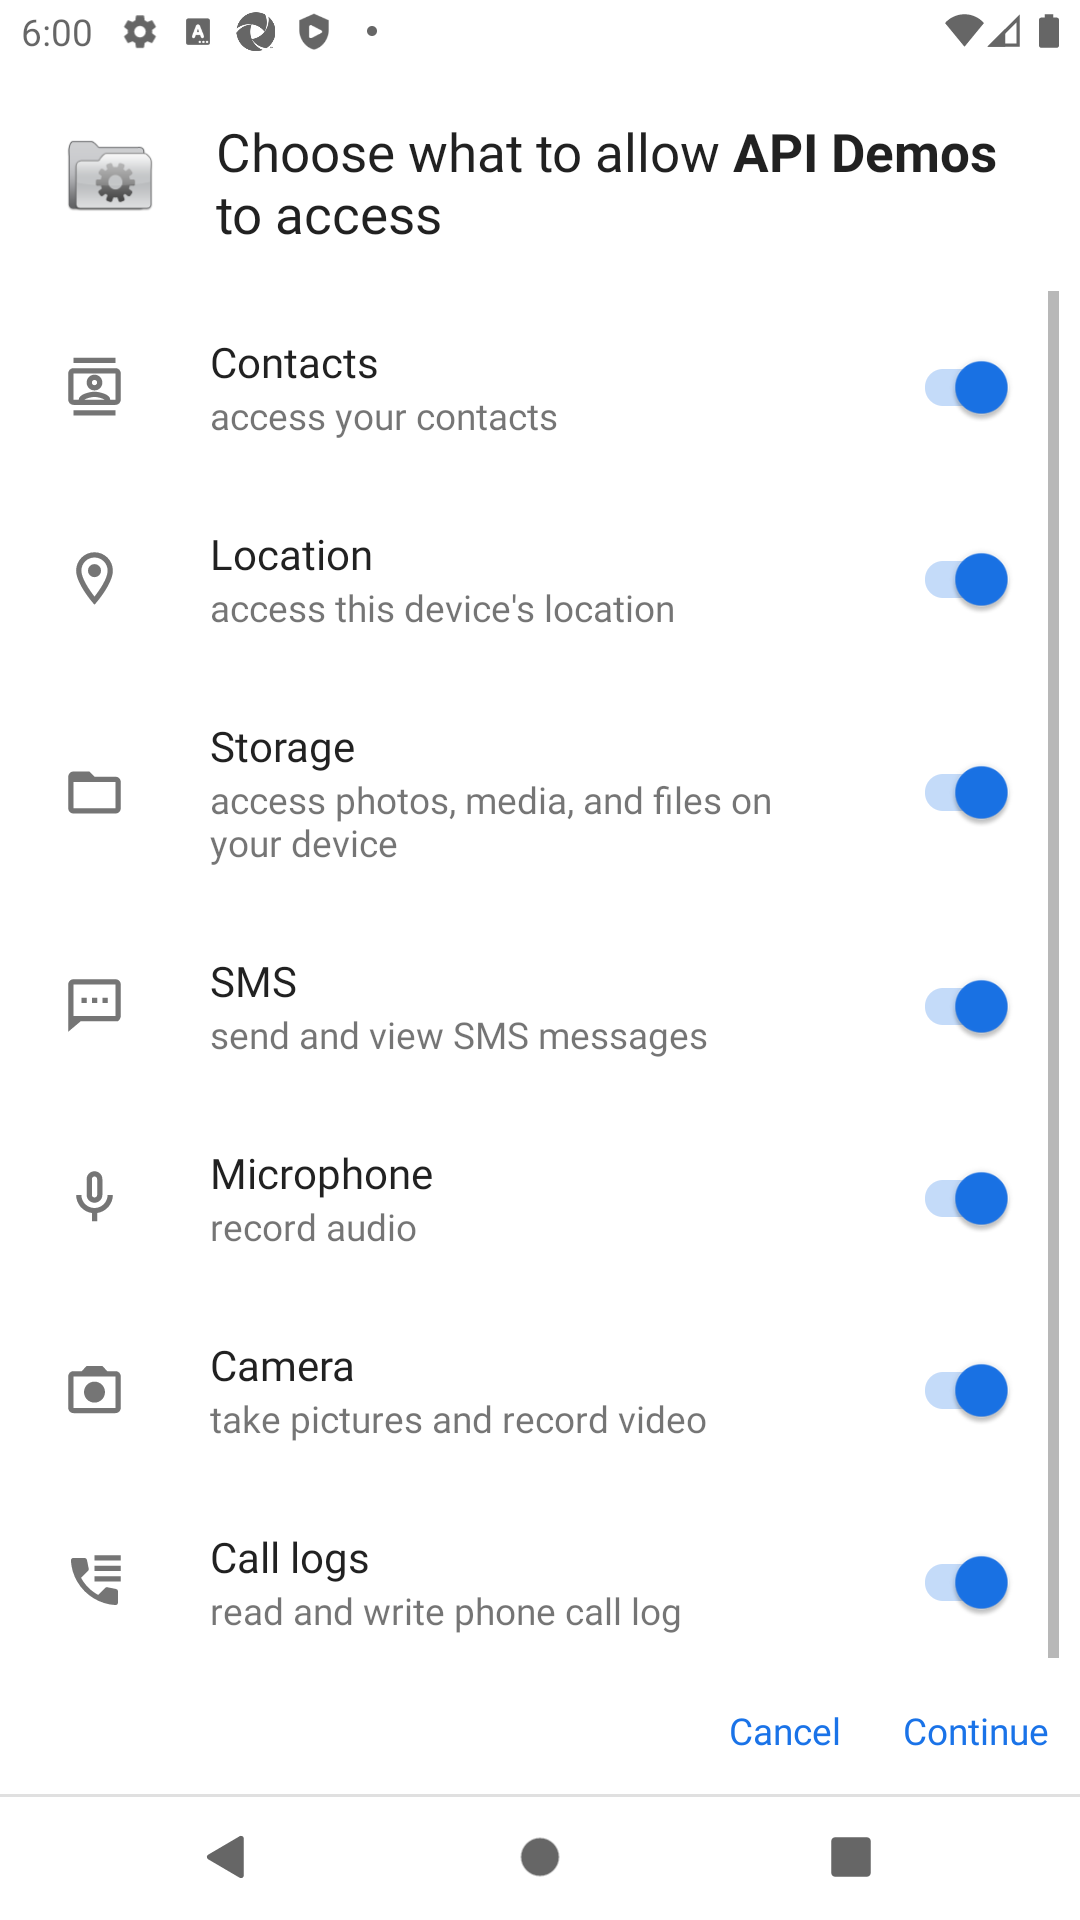 6:00
Choose what to allow API Demos
to access
Contacts
access your contacts
Location
access this device's location
Storage
access photos, media, and files on
your device
SMS
send and view SMS messages
Microphone
record audio
Camera
take pictures and record video
Call logs
read and write phone call log
Cancel Continue